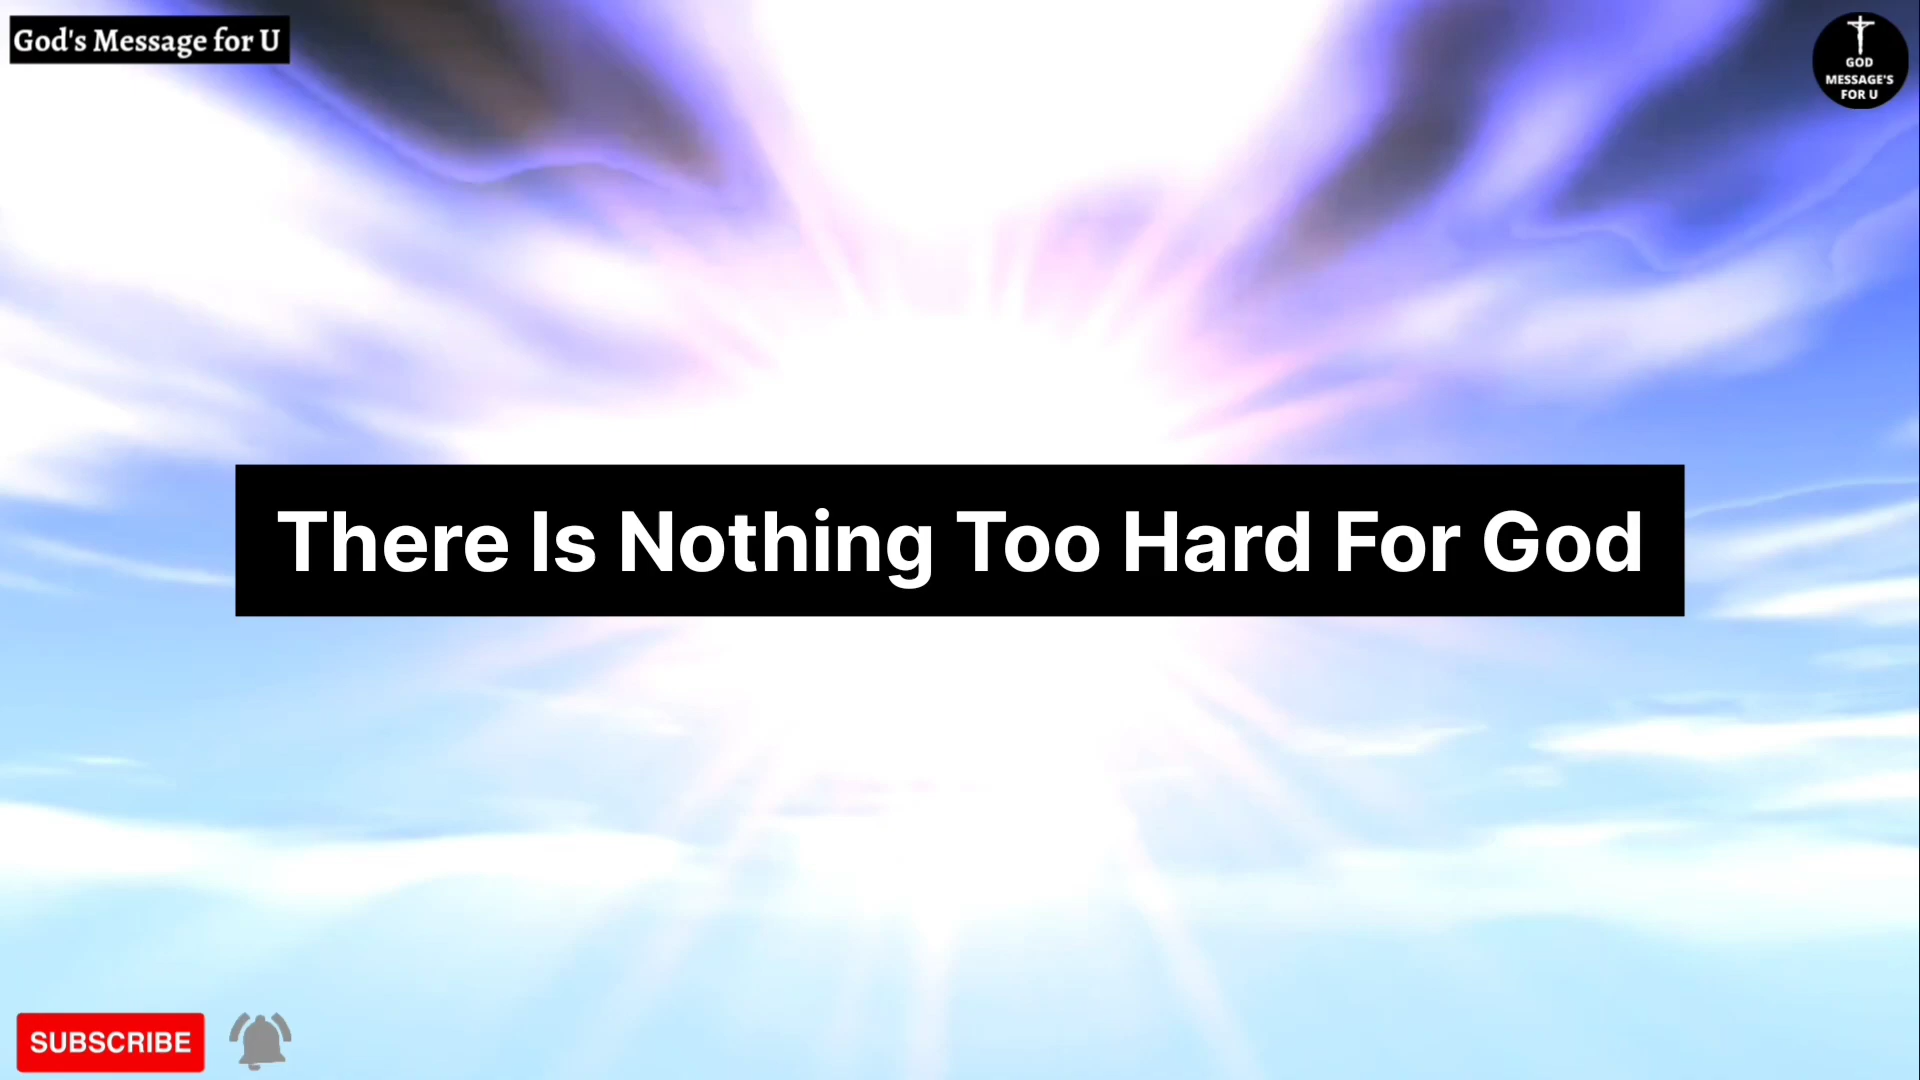 God's Message for U
GOD
MESSAGE'S
FOR U
There Is Nothing Too Hard For God
SUBSCRIBE